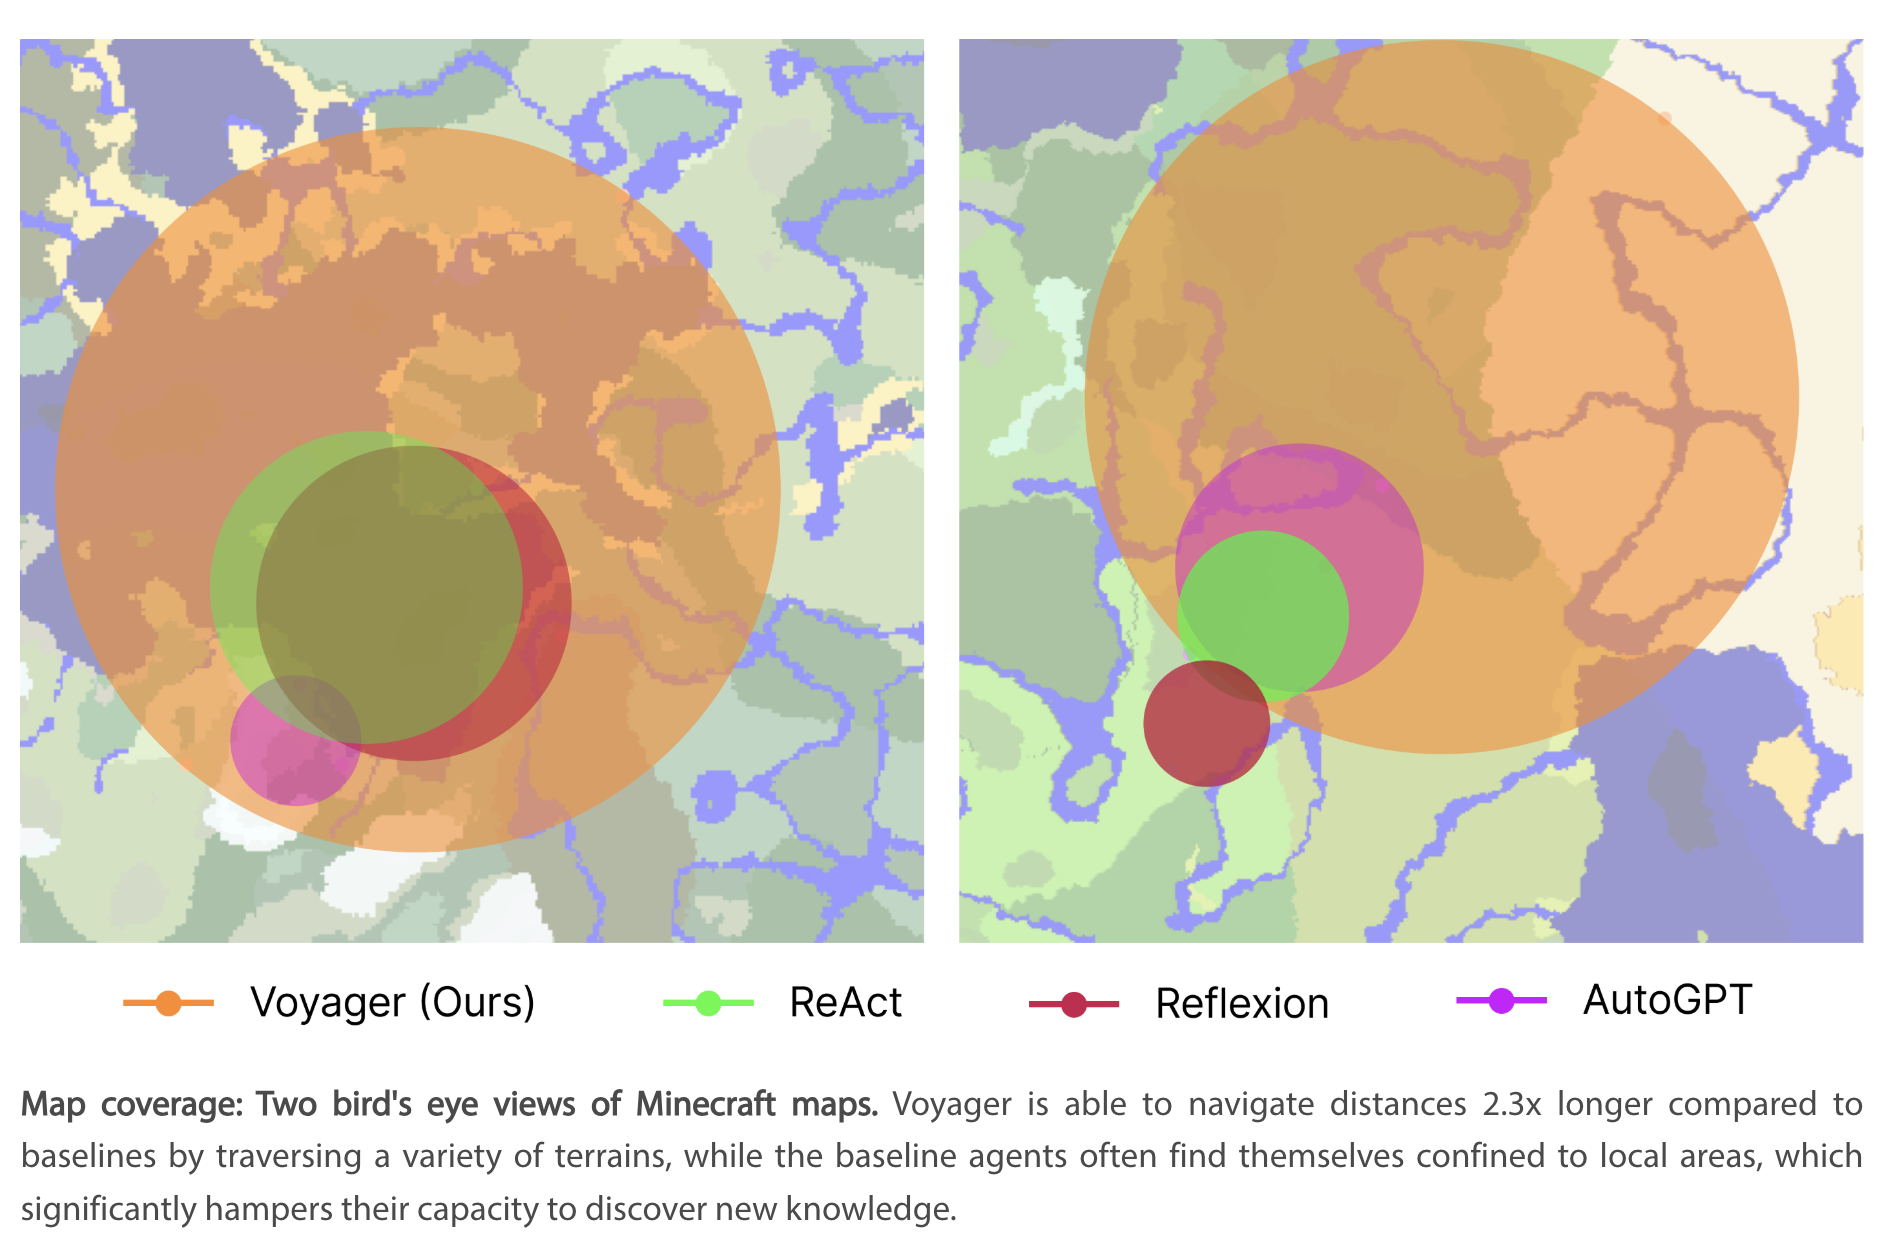 Voyager (Ours) ReAct Reflexion AutoGPT
Map coverage: Two bird's eye views of Minecraft maps. Voyager is able to navigate distances 2.3x longer compared to
baselines by traversing a variety of terrains, while the baseline agents often find themselves confined to local areas, which
significantly hampers their capacity to discover new knowledge.